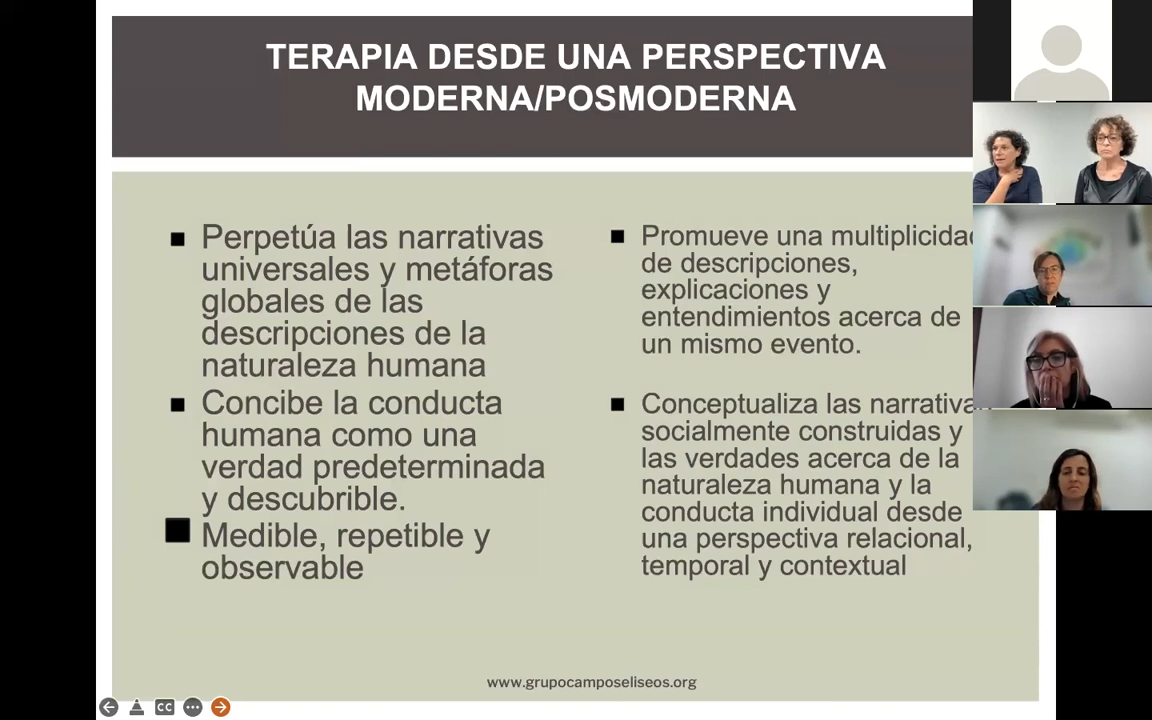 TERAPIA DESDE UNA PERSPECTIVA
MODERNA/POSMODERNA
Perpetúa las narrativas
universales y metáforas
globales de las
descripciones de la
naturaleza humana
Concibe la conducta
humana como una
verdad predeterminada
y descubrible.
Medible, repetible y
observable
Promueve una multiplicidad
de descripciones,
explicaciones y
entendimientos acerca de
un mismo evento.
Conceptualiza las narrativas
socialmente construidas y
las verdades acerca de la
naturaleza humana y la
conducta individual desde
una perspectiva relacional,
temporal y contextual
www.grupocamposeliseos.org
CC